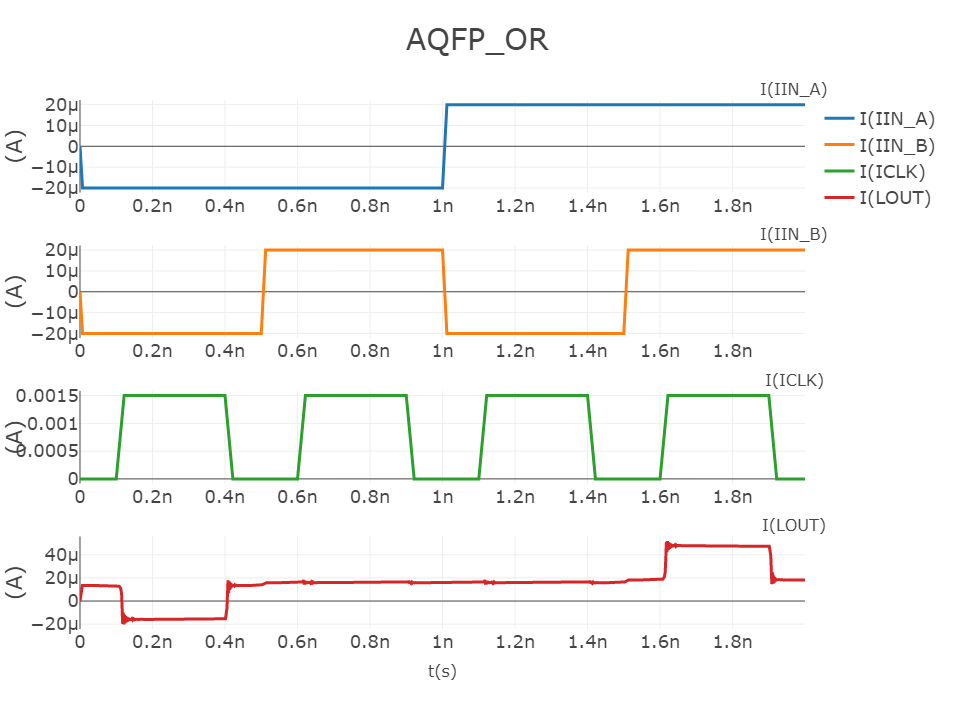 AQFP_OR
I(IIN_A)
20μ
10μ
0
−10μ
−20μ
(A)
0 0.2n 0.4n 0.6n 0.8n 1n 1.2n 1.4n 1.6n 1.8n
I(IIN_A)
I(IIN_B)
I(ICLK)
I(LOUT)
I(IIN_B)
20μ
10μ
0
−10μ
−20μ
(A)
0 0.2n 0.4n 0.6n 0.8n 1n 1.2n 1.4n 1.6n 1.8n
I(ICLK)
0.0015
0.001
0.0005
0
(A)
0 0.2n 0.4n 0.6n 0.8n 1n 1.2n 1.4n 1.6n 1.8n
I(LOUT)
40μ
20μ
0
−20μ
(A)
0 0.2n 0.4n 0.6n 0.8n 1n 1.2n 1.4n 1.6n 1.8n
t(s)